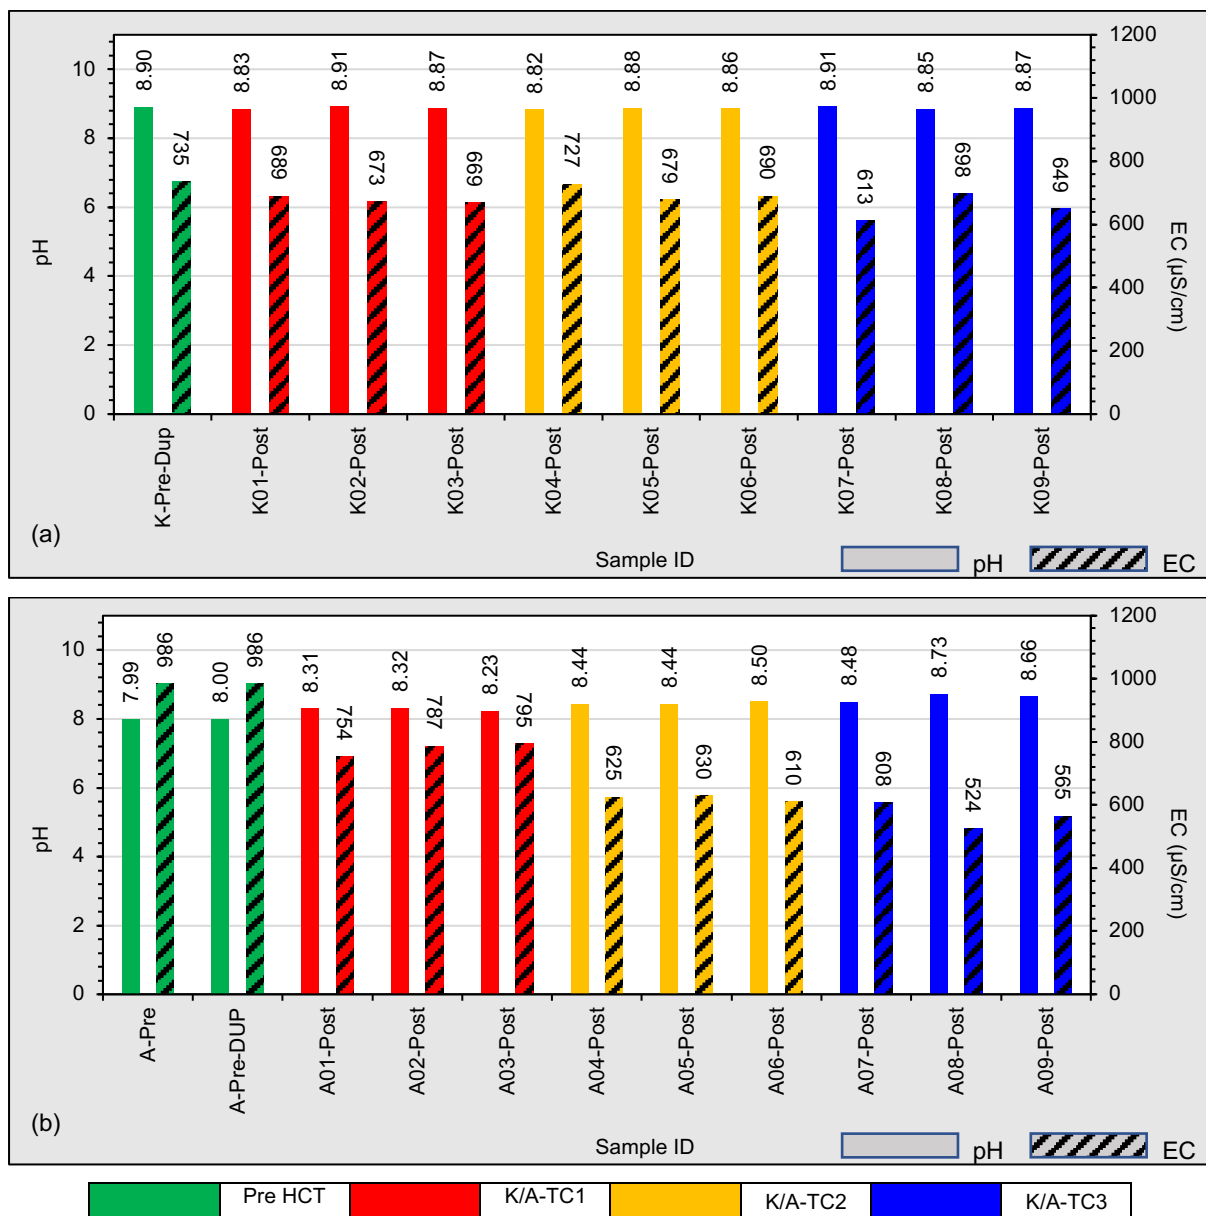 8.90 8.83 8.91 8.87 8.82 8.88 8.86 8.91 8.85 8.87
735 689 673 669 727 679 690 613 698 649
10 8 6 4 2 0
pH
1200 1000 800 600 400 200 0
EC (µS/cm)
K-Pre-Dup K01-Post K02-Post K03-Post K04-Post K05-Post K06-Post K07-Post K08-Post K09-Post
(a)
Sample ID pH EC
7.99 8.00 8.31 8.32 8.23 8.44 8.44 8.50 8.48 8.73 8.66
986 986 754 787 795 625 630 610 608 524 565
10 8 6 4 2 0
pH
1200 1000 800 600 400 200 0
EC (µS/cm)
A-Pre A-Pre-DUP A01-Post A02-Post A03-Post A04-Post A05-Post A06-Post A07-Post A08-Post A09-Post
(b)
Sample ID pH EC
Pre HCT K/A-TC1 K/A-TC2 K/A-TC3